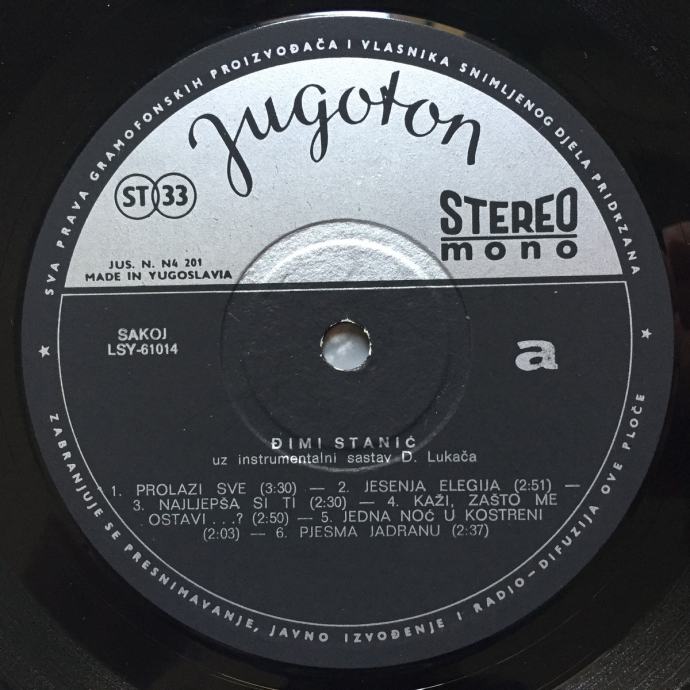 SVA PRAVA GRAMOFONSKIH PROIZVOĐAČA I VLASNIKA SNIMLJENOG DJELA PRIDRŽANA
Jugoton
ST 33
STEREO
mono
JUS. N. N4 201
MADE IN YUGOSLAVIA
SAKOJ
LSY-61014
a
ĐIMI STANIĆ
uz instrumentalni sastav D. Lukača
1. PROLAZI SVE (3:30) — 2. JESENJA ELEGIJA (2:51) —
3. NAJLJEPŠA SI TI (2:30) — 4. KAŽI, ZAŠTO ME
OSTAVI...? (2:50) — 5. JEDNA NOĆ U KOSTRENI
(2:03) — 6. PJESMA JADRANU (2:37)
ZABRANJUJE SE PRESNIMAVANJE, JAVNO IZVOĐENJE I RADIO-DIFUZIJA OVE PLOČE